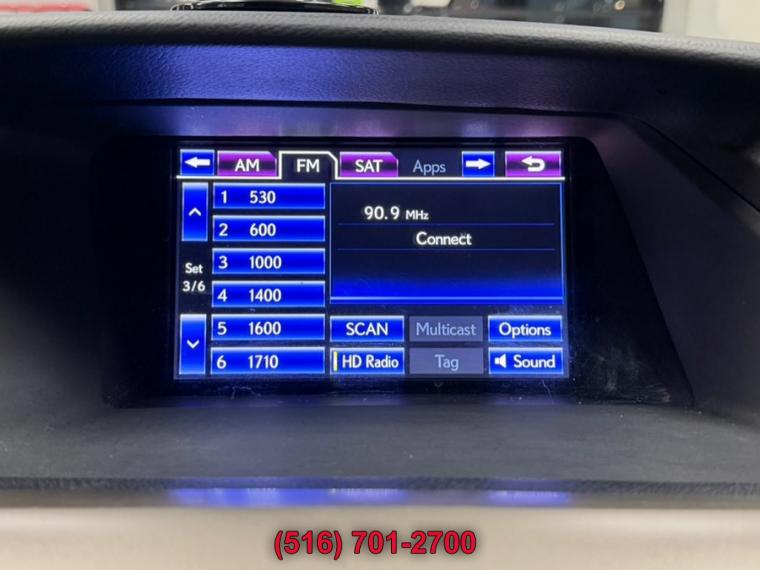 AM FM SAT Apps
1 530
90.9 MHz
2 600
Connect
3 1000
Set
3/6
4 1400
5 1600 SCAN Multicast Options
6 1710 HD Radio Tag Sound
(516) 701-2700